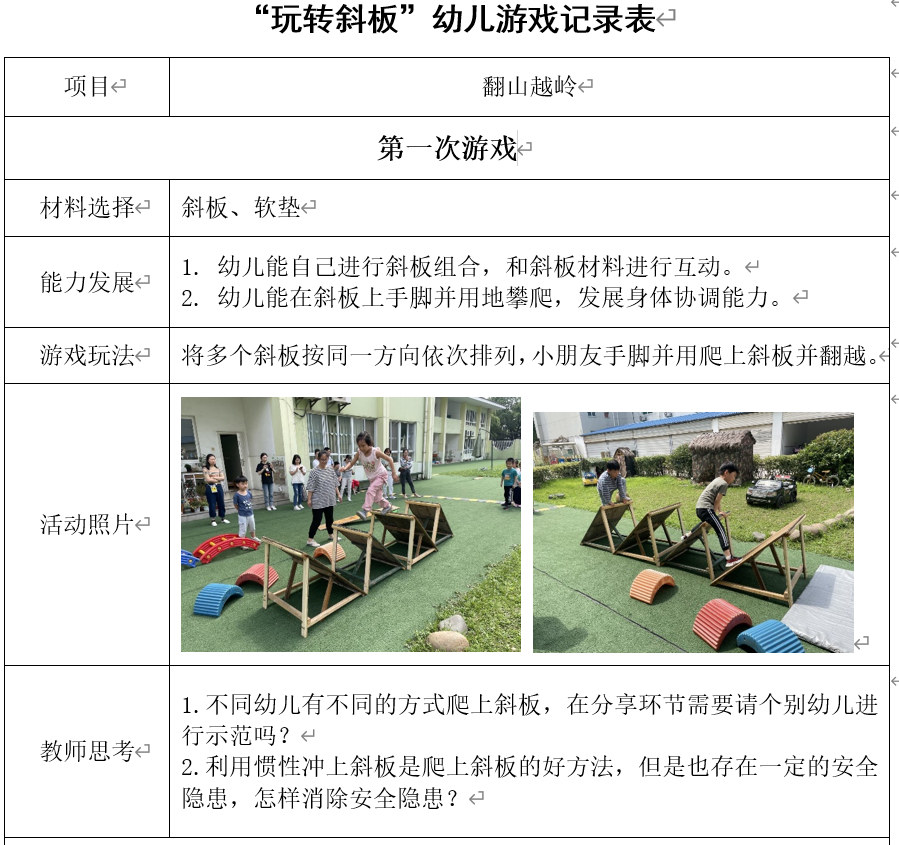 “玩转斜板”幼儿游戏记录表
项目
翻山越岭
第一次游戏
材料选择
斜板、软垫
能力发展
1. 幼儿能自己进行斜板组合，和斜板材料进行互动。
2. 幼儿能在斜板上手脚并用地攀爬，发展身体协调能力。
游戏玩法
将多个斜板按同一方向依次排列，小朋友手脚并用爬上斜板并翻越。
活动照片
教师思考
1.不同幼儿有不同的方式爬上斜板，在分享环节需要请个别幼儿进
行示范吗？
2.利用惯性冲上斜板是爬上斜板的好方法，但是也存在一定的安全
隐患，怎样消除安全隐患？